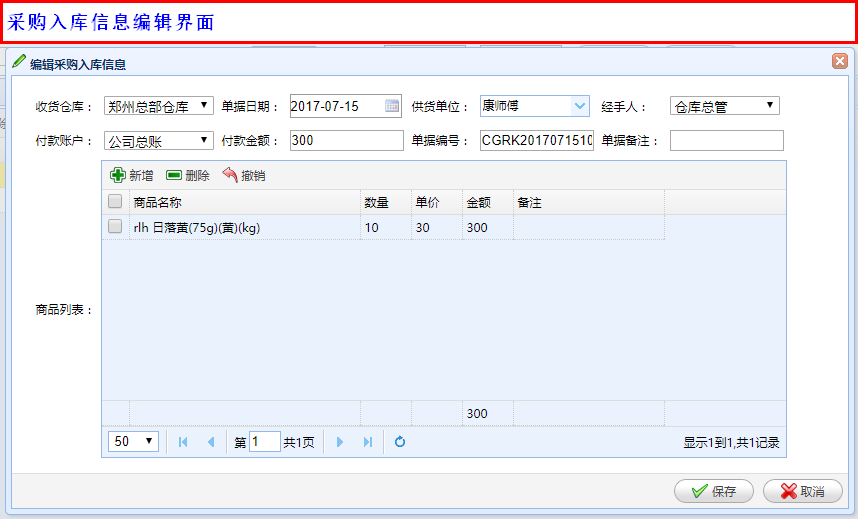 采购入库信息编辑界面
编辑采购入库信息
收货仓库： 郑州总部仓库 单据日期： 2017-07-15 供货单位： 康师傅 经手人： 仓库总管
付款账户： 公司总账 付款金额： 300 单据编号： CGRK2017071510 单据备注：
新增 删除 撤销
商品名称 数量 单价 金额 备注
rlh 日落黄(75g)(黄)(kg) 10 30 300
商品列表：
300
50 第 1 共1页 显示1到1,共1记录
保存 取消